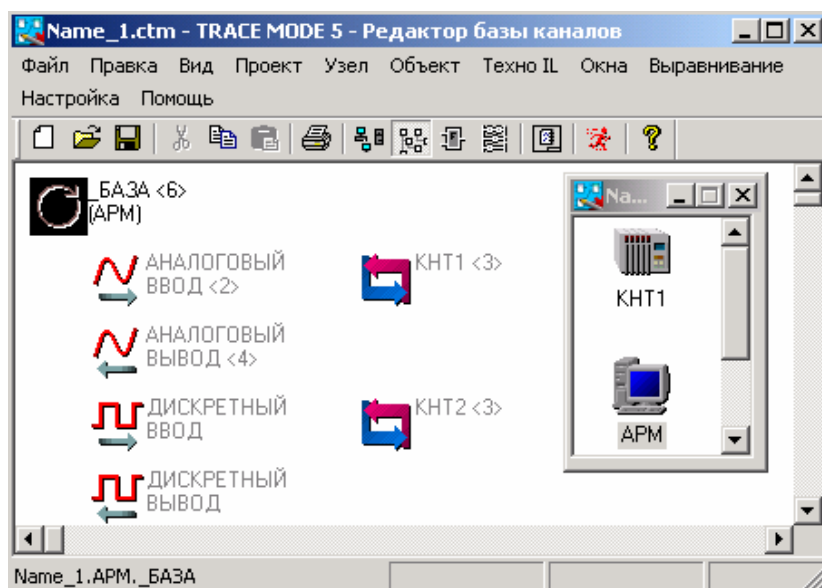 Name_1.ctm - TRACE MODE 5 - Редактор базы каналов
Файл Правка Вид Проект Узел Объект Техно IL Окна Выравнивание
Настройка Помощь
_БАЗА <6>
(АРМ)
АНАЛОГОВЫЙ
ВВОД <2>
КНТ1 <3>
АНАЛОГОВЫЙ
ВЫВОД <4>
ДИСКРЕТНЫЙ
ВВОД
КНТ2 <3>
ДИСКРЕТНЫЙ
ВЫВОД
Na...
КНТ1
АРМ
Name_1.АРМ._БАЗА